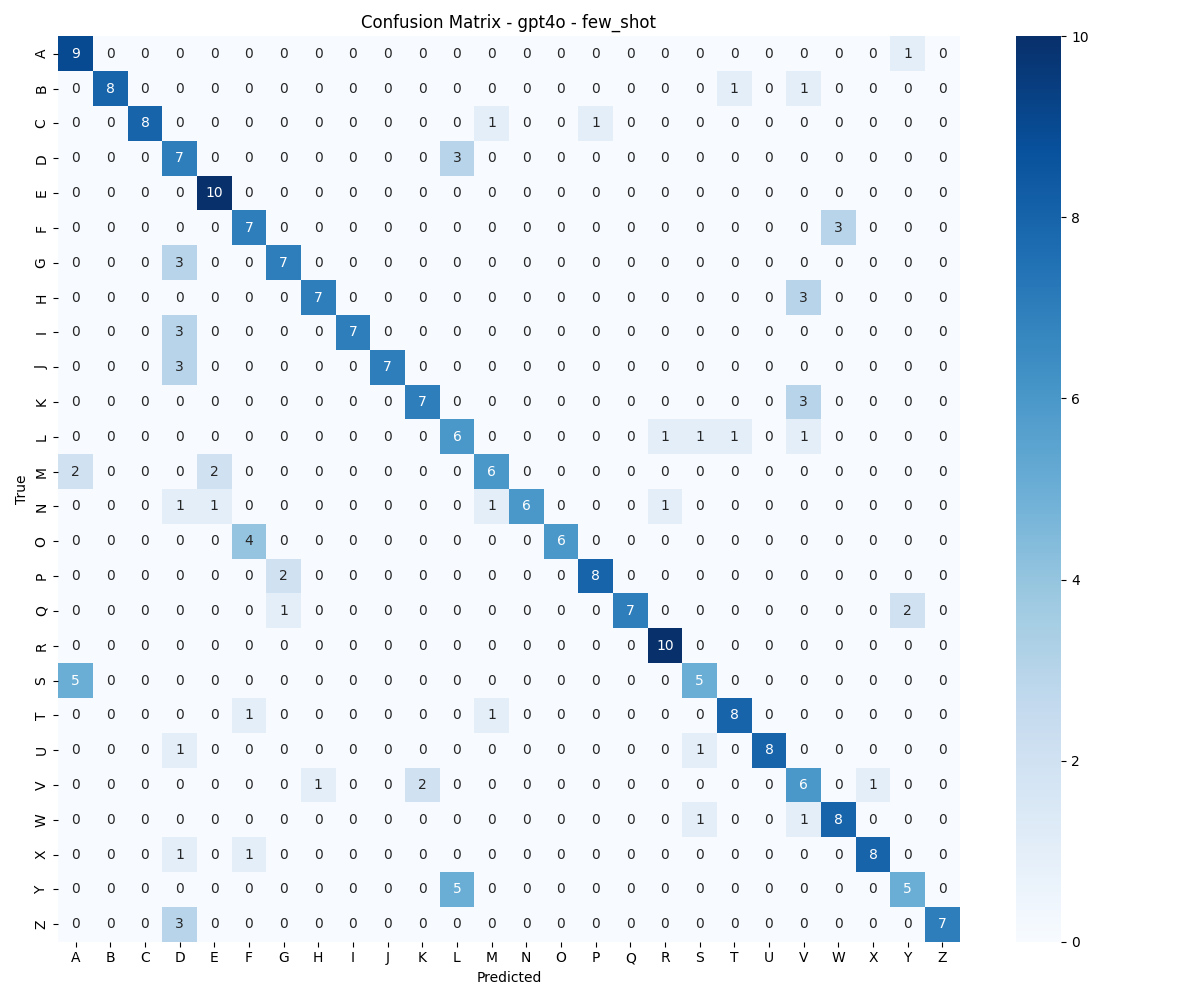 Confusion Matrix - gpt4o - few_shot
A 9 0 0 0 0 0 0 0 0 0 0 0 0 0 0 0 0 0 0 0 0 0 0 0 1 0
B 0 8 0 0 0 0 0 0 0 0 0 0 0 0 0 0 0 0 0 1 0 1 0 0 0 0
C 0 0 8 0 0 0 0 0 0 0 0 0 1 0 0 1 0 0 0 0 0 0 0 0 0 0
D 0 0 0 7 0 0 0 0 0 0 0 3 0 0 0 0 0 0 0 0 0 0 0 0 0 0
E 0 0 0 0 10 0 0 0 0 0 0 0 0 0 0 0 0 0 0 0 0 0 0 0 0 0
F 0 0 0 0 0 7 0 0 0 0 0 0 0 0 0 0 0 0 0 0 0 0 3 0 0 0
G 0 0 0 3 0 0 7 0 0 0 0 0 0 0 0 0 0 0 0 0 0 0 0 0 0 0
H 0 0 0 0 0 0 0 7 0 0 0 0 0 0 0 0 0 0 0 0 0 3 0 0 0 0
I 0 0 0 3 0 0 0 0 7 0 0 0 0 0 0 0 0 0 0 0 0 0 0 0 0 0
J 0 0 0 3 0 0 0 0 0 7 0 0 0 0 0 0 0 0 0 0 0 0 0 0 0 0
K 0 0 0 0 0 0 0 0 0 0 7 0 0 0 0 0 0 0 0 0 0 3 0 0 0 0
L 0 0 0 0 0 0 0 0 0 0 0 6 0 0 0 0 0 1 1 1 0 1 0 0 0 0
M 2 0 0 0 2 0 0 0 0 0 0 0 6 0 0 0 0 0 0 0 0 0 0 0 0 0
N 0 0 0 1 1 0 0 0 0 0 0 0 1 6 0 0 0 1 0 0 0 0 0 0 0 0
O 0 0 0 0 0 4 0 0 0 0 0 0 0 0 6 0 0 0 0 0 0 0 0 0 0 0
P 0 0 0 0 0 0 2 0 0 0 0 0 0 0 0 8 0 0 0 0 0 0 0 0 0 0
Q 0 0 0 0 0 0 1 0 0 0 0 0 0 0 0 0 7 0 0 0 0 0 0 0 2 0
R 0 0 0 0 0 0 0 0 0 0 0 0 0 0 0 0 0 10 0 0 0 0 0 0 0 0
S 5 0 0 0 0 0 0 0 0 0 0 0 0 0 0 0 0 0 5 0 0 0 0 0 0 0
T 0 0 0 0 0 1 0 0 0 0 0 0 1 0 0 0 0 0 0 8 0 0 0 0 0 0
U 0 0 0 1 0 0 0 0 0 0 0 0 0 0 0 0 0 0 1 0 8 0 0 0 0 0
V 0 0 0 0 0 0 0 1 0 0 2 0 0 0 0 0 0 0 0 0 0 6 0 1 0 0
W 0 0 0 0 0 0 0 0 0 0 0 0 0 0 0 0 0 0 1 0 0 1 8 0 0 0
X 0 0 0 1 0 1 0 0 0 0 0 0 0 0 0 0 0 0 0 0 0 0 0 8 0 0
Y 0 0 0 0 0 0 0 0 0 0 0 5 0 0 0 0 0 0 0 0 0 0 0 0 5 0
Z 0 0 0 3 0 0 0 0 0 0 0 0 0 0 0 0 0 0 0 0 0 0 0 0 0 7
A B C D E F G H I J K L M N O P Q R S T U V W X Y Z
Predicted
True
10
8
6
4
2
0